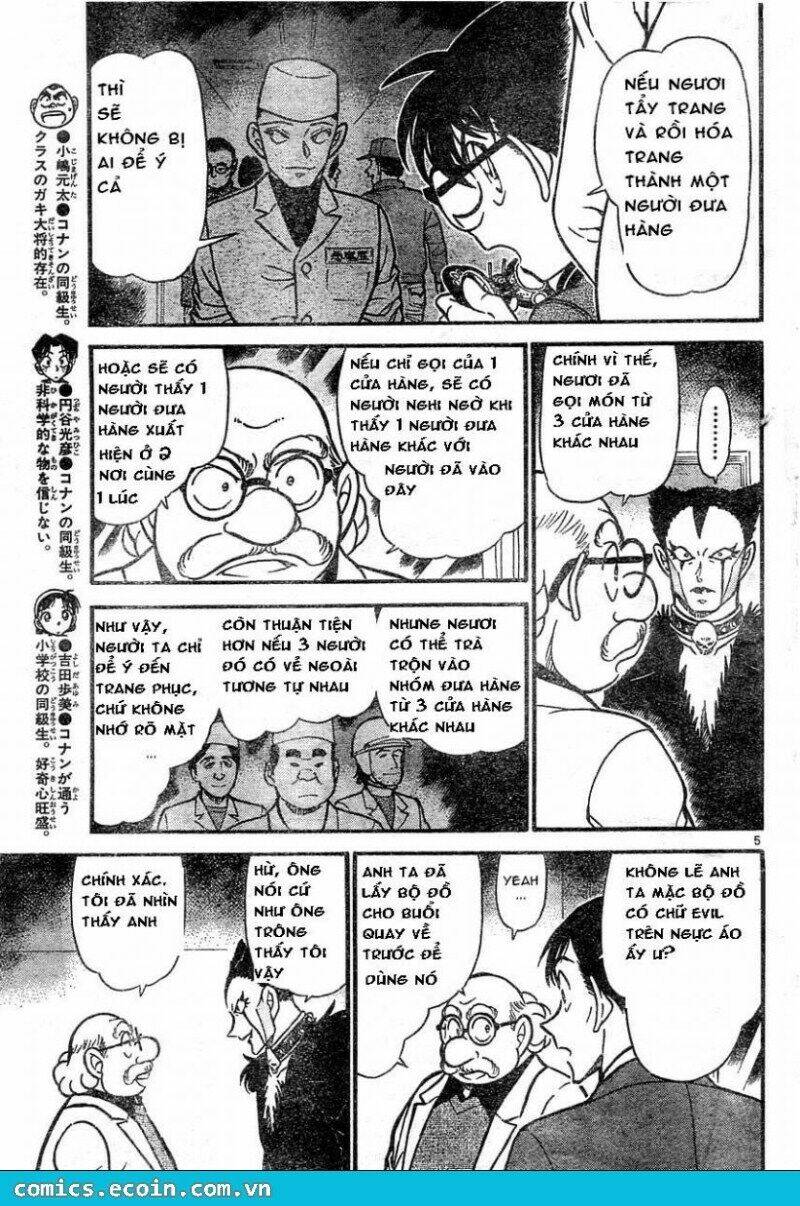 NẾU NGƯƠI
TẨY TRANG
VÀ RỒI HÓA
TRANG
THÀNH MỘT
NGƯỜI ĐƯA
HÀNG
THÌ
SẼ
KHÔNG BỊ
AI ĐỂ Ý
CẢ
●小嶋元太●コナンの同級生。
クラスのガキ大将的存在。
CHÍNH VÌ THẾ,
NGƯƠI ĐÃ
GỌI MÓN TỪ
3 CỬA HÀNG
KHÁC NHAU
NẾU CHỈ GỌI CỦA 1
CỬA HÀNG, SẼ CÓ
NGƯỜI NGHI NGỜ KHI
THẤY 1 NGƯỜI ĐƯA
HÀNG KHÁC VỚI
NGƯỜI ĐÃ VÀO
ĐÂY
HOẶC SẼ CÓ
NGƯỜI THẤY 1
NGƯỜI ĐƯA
HÀNG XUẤT
HIỆN Ở 2
NƠI CÙNG
1 LÚC
●円谷光彦●コナンの同級生。
非科学的な物を信じない。
NHƯNG NGƯƠI
CÓ THỂ TRÀ
TRỘN VÀO
NHÓM ĐƯA HÀNG
TỪ 3 CỬA HÀNG
KHÁC NHAU
CÒN THUẬN TIỆN
HƠN NẾU 3 NGƯỜI
ĐÓ CÓ VẺ NGOÀI
TƯƠNG TỰ NHAU
NHƯ VẬY,
NGƯỜI TA CHỈ
ĐỂ Ý ĐẾN
TRANG PHỤC,
CHỨ KHÔNG
NHỚ RÕ MẶT
...
●吉田歩美●コナンが通う
小学校の同級生。好奇心旺盛。
5
KHÔNG LẼ ANH
TA MẶC BỘ ĐỒ
CÓ CHỮ EVIL
TRÊN NGỰC ÁO
ẤY Ư?
YEAH
...
ANH TA ĐÃ
LẤY BỘ ĐỒ
CHO BUỔI
QUAY VỀ
TRƯỚC ĐỂ
DÙNG NÓ
HỪ, ÔNG
NÓI CỨ
NHƯ ÔNG
TRÔNG
THẤY TÔI
VẬY
CHÍNH XÁC.
TÔI ĐÃ NHÌN
THẤY ANH
comics.ecoin.com.vn